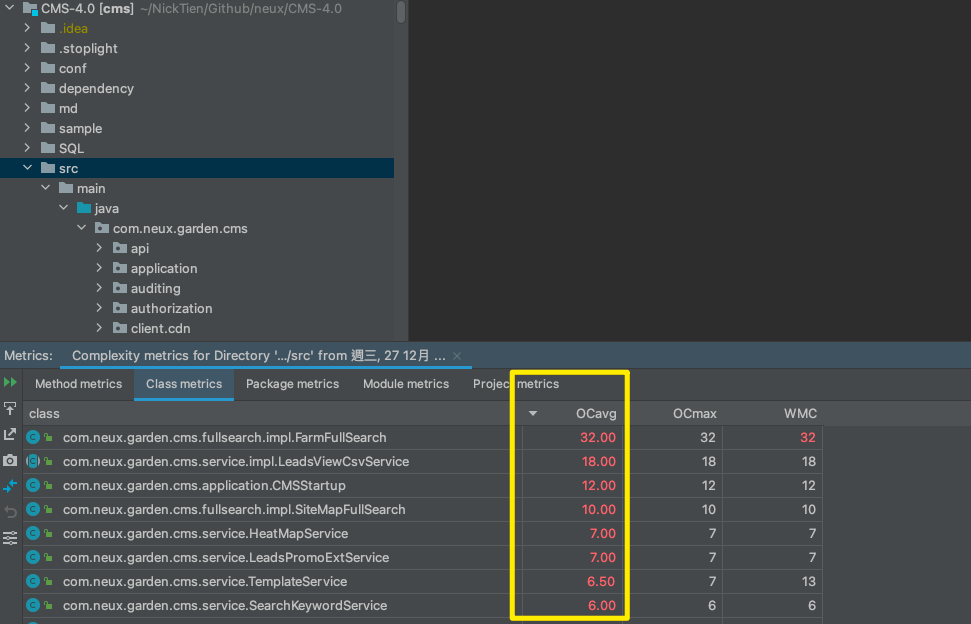 CMS-4.0 [cms] ~/NickTien/Github/neux/CMS-4.0
.idea
.stoplight
conf
dependency
md
sample
SQL
src
main
java
com.neux.garden.cms
api
application
auditing
authorization
client.cdn
Metrics: Complexity metrics for Directory '.../src' from 週三, 27 12月 ...
Method metrics Class metrics Package metrics Module metrics Project metrics
class OCavg OCmax WMC
com.neux.garden.cms.fullsearch.impl.FarmFullSearch 32.00 32 32
com.neux.garden.cms.service.impl.LeadsViewCsvService 18.00 18 18
com.neux.garden.cms.application.CMSStartup 12.00 12 12
com.neux.garden.cms.fullsearch.impl.SiteMapFullSearch 10.00 10 10
com.neux.garden.cms.service.HeatMapService 7.00 7 7
com.neux.garden.cms.service.LeadsPromoExtService 7.00 7 7
com.neux.garden.cms.service.TemplateService 6.50 7 13
com.neux.garden.cms.service.SearchKeywordService 6.00 6 6